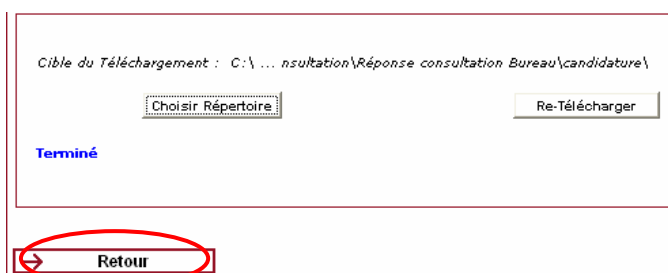 Cible du Téléchargement : C:\ ... nsultation\Réponse consultation Bureau\candidature\
Choisir Répertoire Re-Télécharger
Terminé
Retour